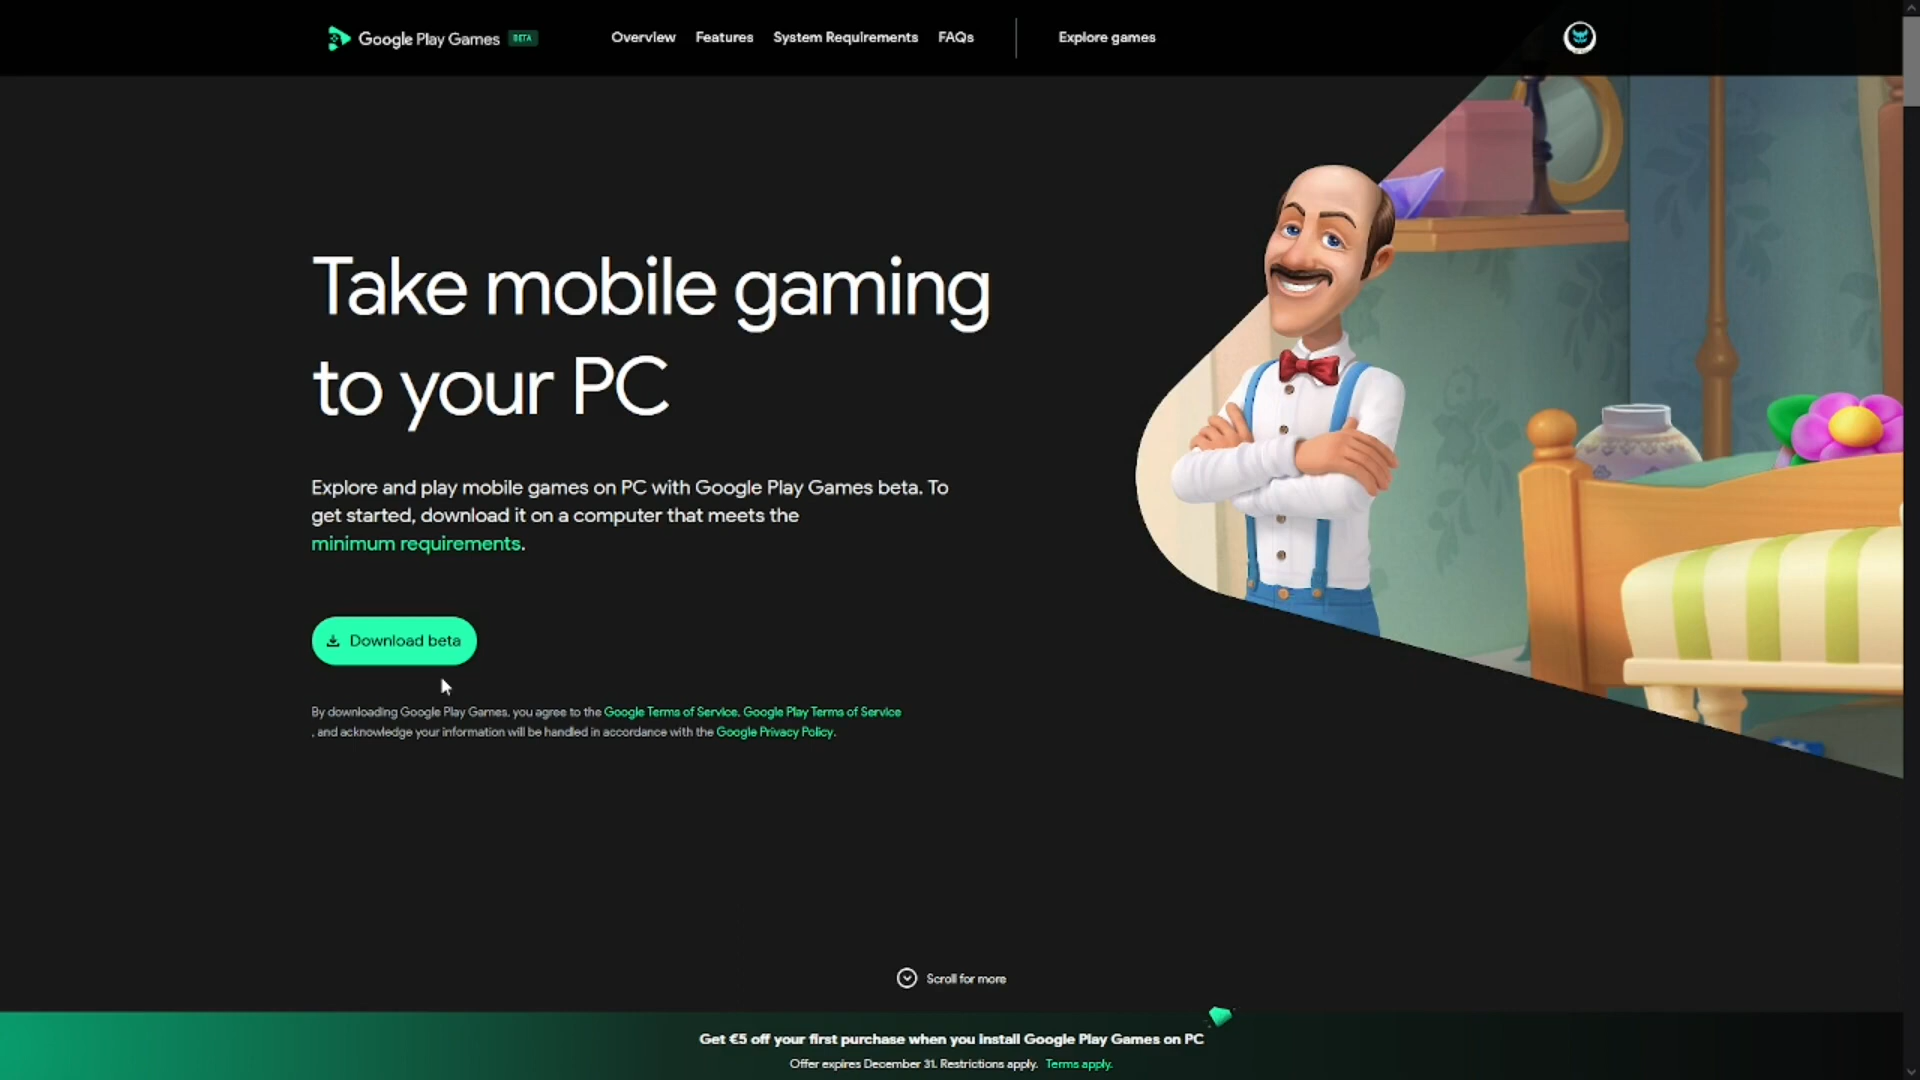 Google Play Games BETA
Overview Features System Requirements FAQs Explore games
Take mobile gaming
to your PC
Explore and play mobile games on PC with Google Play Games beta. To
get started, download it on a computer that meets the
minimum requirements.
Download beta
By downloading Google Play Games, you agree to the Google Terms of Service, Google Play Terms of Service
, and acknowledge your information will be handled in accordance with the Google Privacy Policy.
Scroll for more
Get €5 off your first purchase when you install Google Play Games on PC
Offer expires December 31. Restrictions apply. Terms apply.